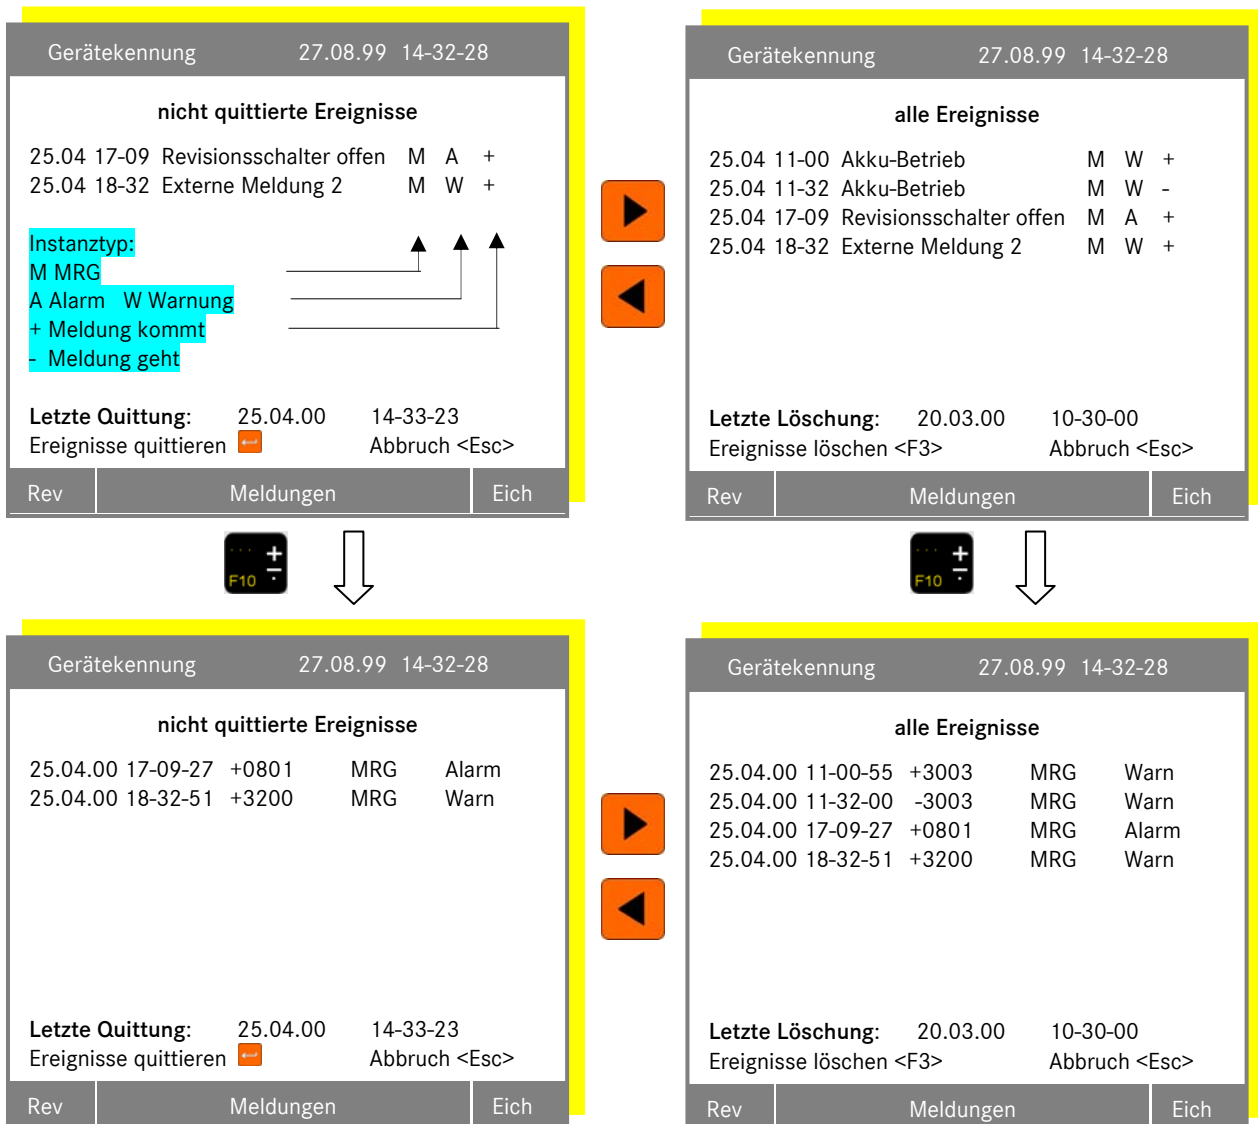 Gerätekennung 27.08.99 14-32-28
nicht quittierte Ereignisse
25.04 17-09 Revisionsschalter offen M A +
25.04 18-32 Externe Meldung 2 M W +
Instanztyp:
M MRG
A Alarm W Warnung
+ Meldung kommt
- Meldung geht
Letzte Quittung: 25.04.00 14-33-23
Ereignisse quittieren Abbruch <Esc>
Rev Meldungen Eich
Gerätekennung 27.08.99 14-32-28
alle Ereignisse
25.04 11-00 Akku-Betrieb M W +
25.04 11-32 Akku-Betrieb M W -
25.04 17-09 Revisionsschalter offen M A +
25.04 18-32 Externe Meldung 2 M W +
Letzte Löschung: 20.03.00 10-30-00
Ereignisse löschen <F3> Abbruch <Esc>
Rev Meldungen Eich
... +
F10 - .
... +
F10 - .
Gerätekennung 27.08.99 14-32-28
nicht quittierte Ereignisse
25.04.00 17-09-27 +0801 MRG Alarm
25.04.00 18-32-51 +3200 MRG Warn
Letzte Quittung: 25.04.00 14-33-23
Ereignisse quittieren Abbruch <Esc>
Rev Meldungen Eich
Gerätekennung 27.08.99 14-32-28
alle Ereignisse
25.04.00 11-00-55 +3003 MRG Warn
25.04.00 11-32-00 -3003 MRG Warn
25.04.00 17-09-27 +0801 MRG Alarm
25.04.00 18-32-51 +3200 MRG Warn
Letzte Löschung: 20.03.00 10-30-00
Ereignisse löschen <F3> Abbruch <Esc>
Rev Meldungen Eich